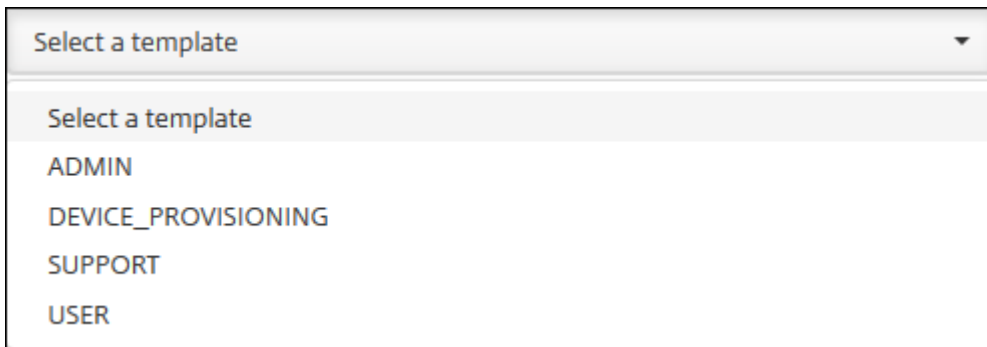 Select a template
Select a template
ADMIN
DEVICE_PROVISIONING
SUPPORT
USER